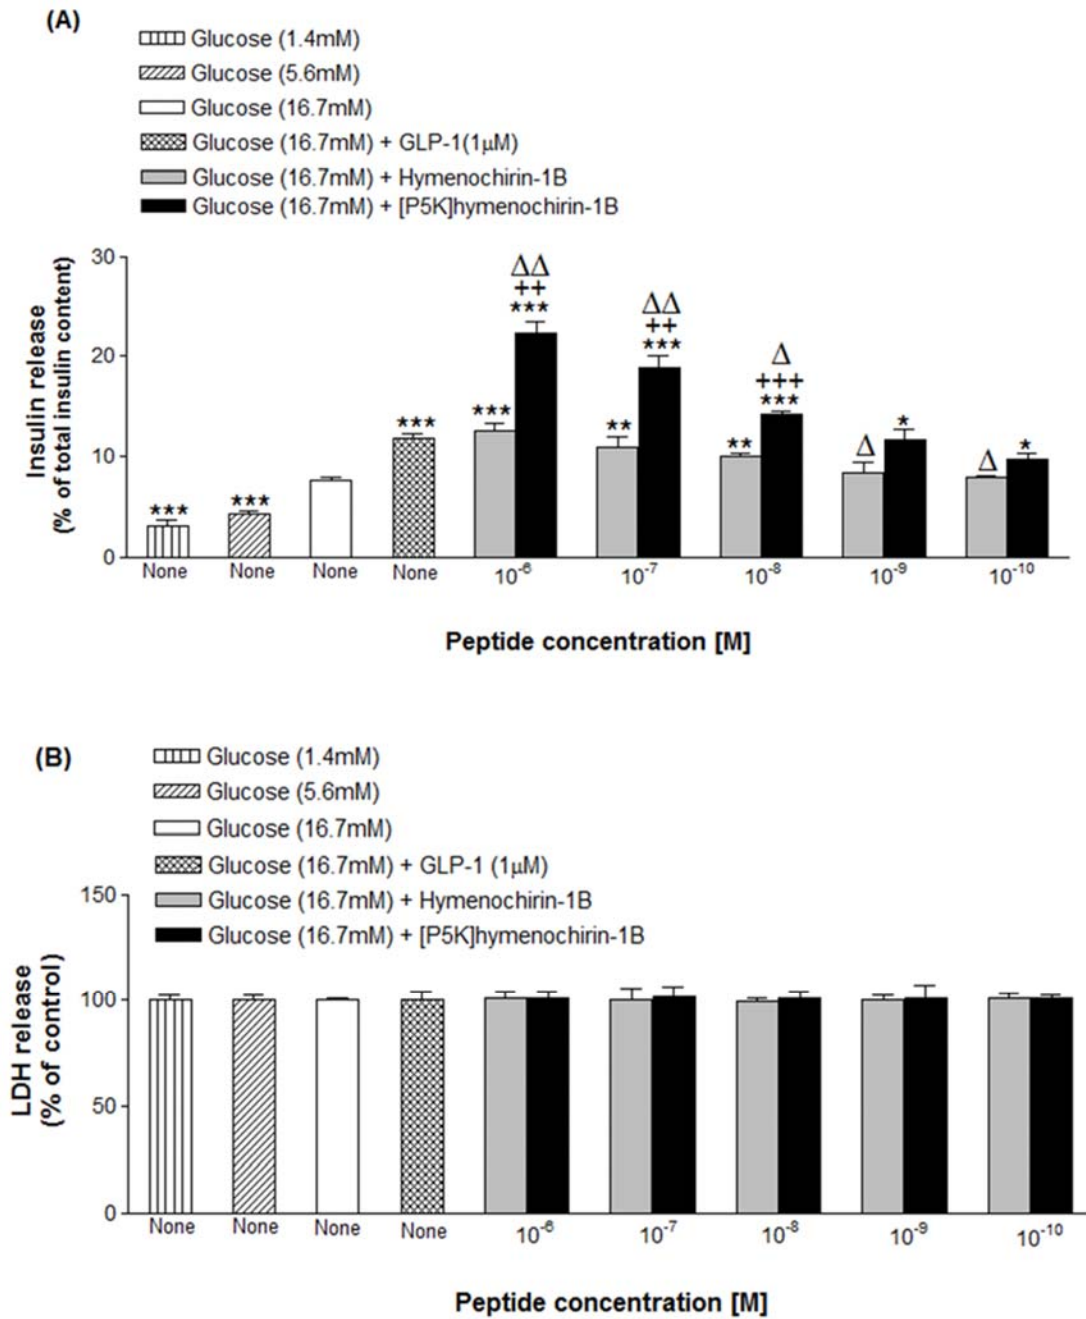 (A)
Glucose (1.4mM)
Glucose (5.6mM)
Glucose (16.7mM)
Glucose (16.7mM) + GLP-1(1μM)
Glucose (16.7mM) + Hymenochirin-1B
Glucose (16.7mM) + [P5K]hymenochirin-1B
Insulin release
(% of total insulin content)
30
20
10
0
*** *** *** *** ΔΔ ++ *** ** ΔΔ ++ *** ** Δ +++ *** Δ * Δ *
None None None None 10⁻⁶ 10⁻⁷ 10⁻⁸ 10⁻⁹ 10⁻¹⁰
Peptide concentration [M]
(B)
Glucose (1.4mM)
Glucose (5.6mM)
Glucose (16.7mM)
Glucose (16.7mM) + GLP-1 (1μM)
Glucose (16.7mM) + Hymenochirin-1B
Glucose (16.7mM) + [P5K]hymenochirin-1B
LDH release
(% of control)
150
100
50
0
None None None None 10⁻⁶ 10⁻⁷ 10⁻⁸ 10⁻⁹ 10⁻¹⁰
Peptide concentration [M]